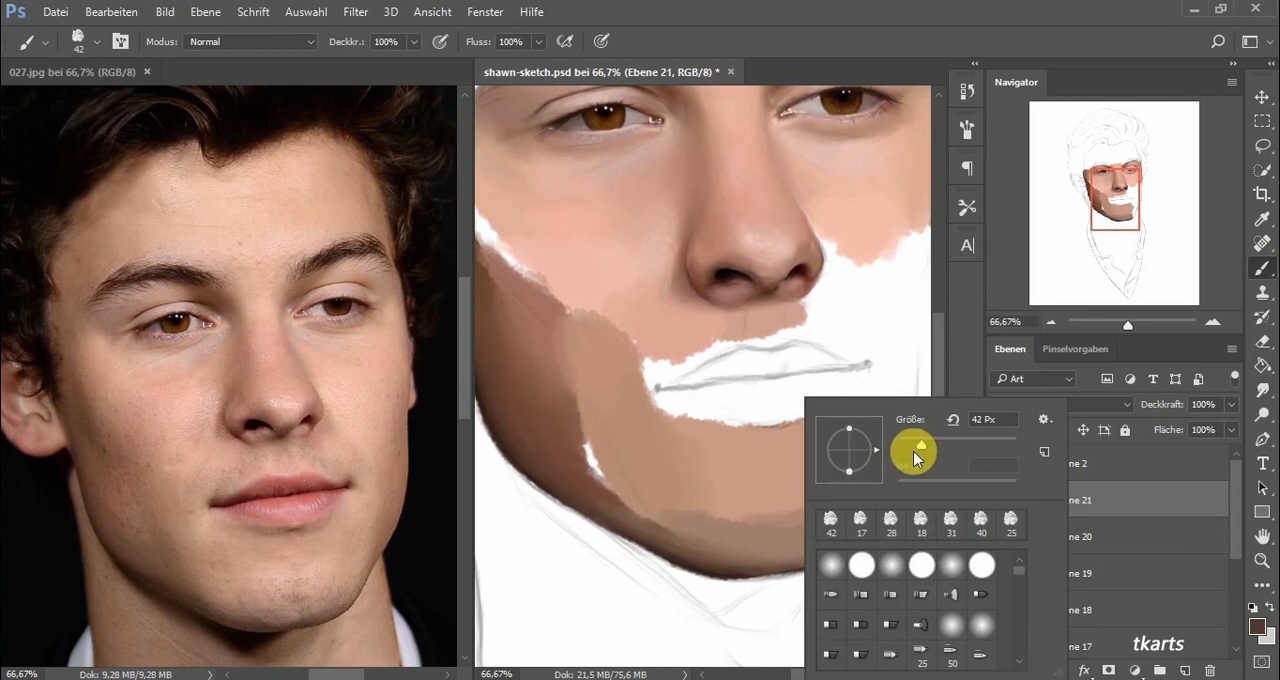 Ps Datei Bearbeiten Bild Ebene Schrift Auswahl Filter 3D Ansicht Fenster Hilfe
42 Modus: Normal Deckkr.: 100% Fluss: 100%
027.jpg bei 66,7% (RGB/8) × shawn-sketch.psd bei 66,7% (Ebene 21, RGB/8) * ×
Navigator
66,67%
Ebenen Pinselvorgaben
Art
Deckkraft: 100%
Fläche: 100%
Größe: 42 Px
42 17 28 18 31 40 25
25 50
ne 2
ne 21
ne 20
ne 19
ne 18
ne 17
tkarts
66,67% Dok: 9,28 MB/9,28 MB 66,67% Dok: 21,5 MB/75,6 MB
fx